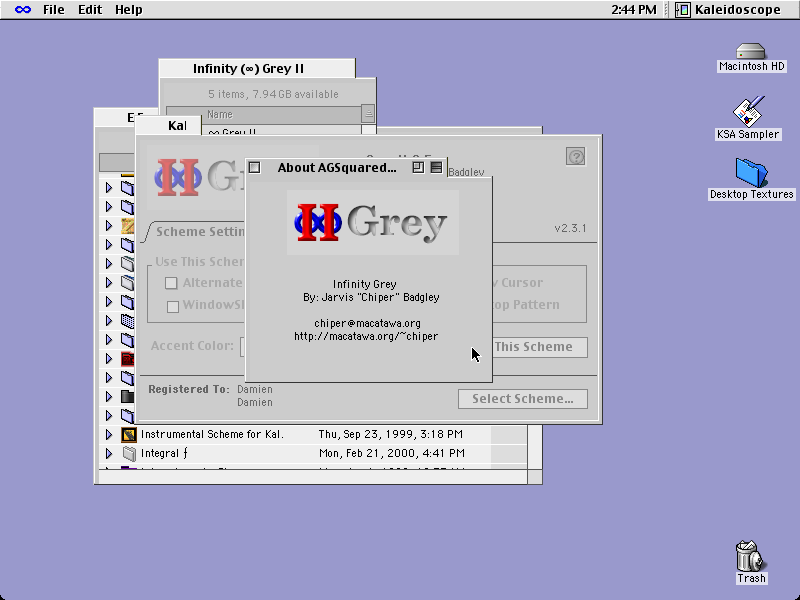 File Edit Help
2:44 PM
Kaleidoscope
Macintosh HD
KSA Sampler
Desktop Textures
Trash
Infinity (∞) Grey II
5 items, 7.94 GB available
Name
∞ Grey II
Kal
Badgley
v2.3.1
Scheme Settin
Use This Sche
Alternate
WindowSh
Cursor
Pattern
Accent Color:
This Scheme
Registered To: Damien
Damien
Select Scheme...
About AGSquared...
Grey
Infinity Grey
By: Jarvis "Chiper" Badgley
chiper@macatawa.org
http://macatawa.org/~chiper
Instrumental Scheme for Kal. Thu, Sep 23, 1999, 3:18 PM
Integral ƒ Mon, Feb 21, 2000, 4:41 PM